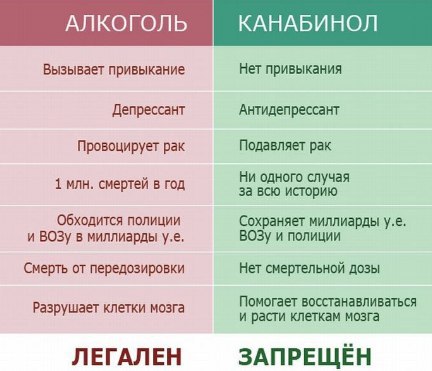 АЛКОГОЛЬ КАНАБИНОЛ
Вызывает привыкание Нет привыкания
Депрессант Антидепрессант
Провоцирует рак Подавляет рак
1 млн. смертей в год
Ни одного случая
за всю историю
Обходится полиции
и ВОЗу в миллиарды у.е.
Сохраняет миллиарды у.е.
ВОЗу и полиции
Смерть от передозировки Нет смертельной дозы
Разрушает клетки мозга
Помогает восстанавливаться
и расти клеткам мозга
ЛЕГАЛЕН ЗАПРЕЩЁН